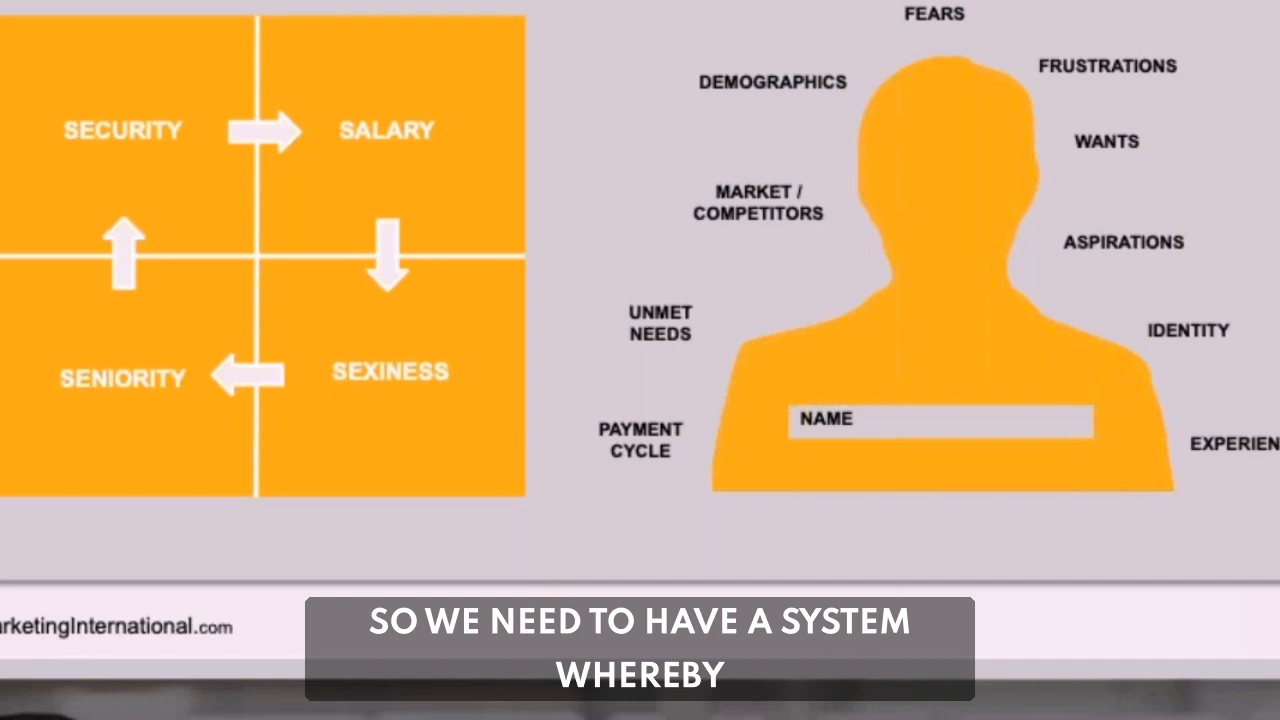 SECURITY
SALARY
SENIORITY
SEXINESS
FEARS
DEMOGRAPHICS
FRUSTRATIONS
WANTS
MARKET /
COMPETITORS
ASPIRATIONS
UNMET
NEEDS
IDENTITY
NAME
PAYMENT
CYCLE
EXPERIEN
arketingInternational.com
SO WE NEED TO HAVE A SYSTEM
WHEREBY